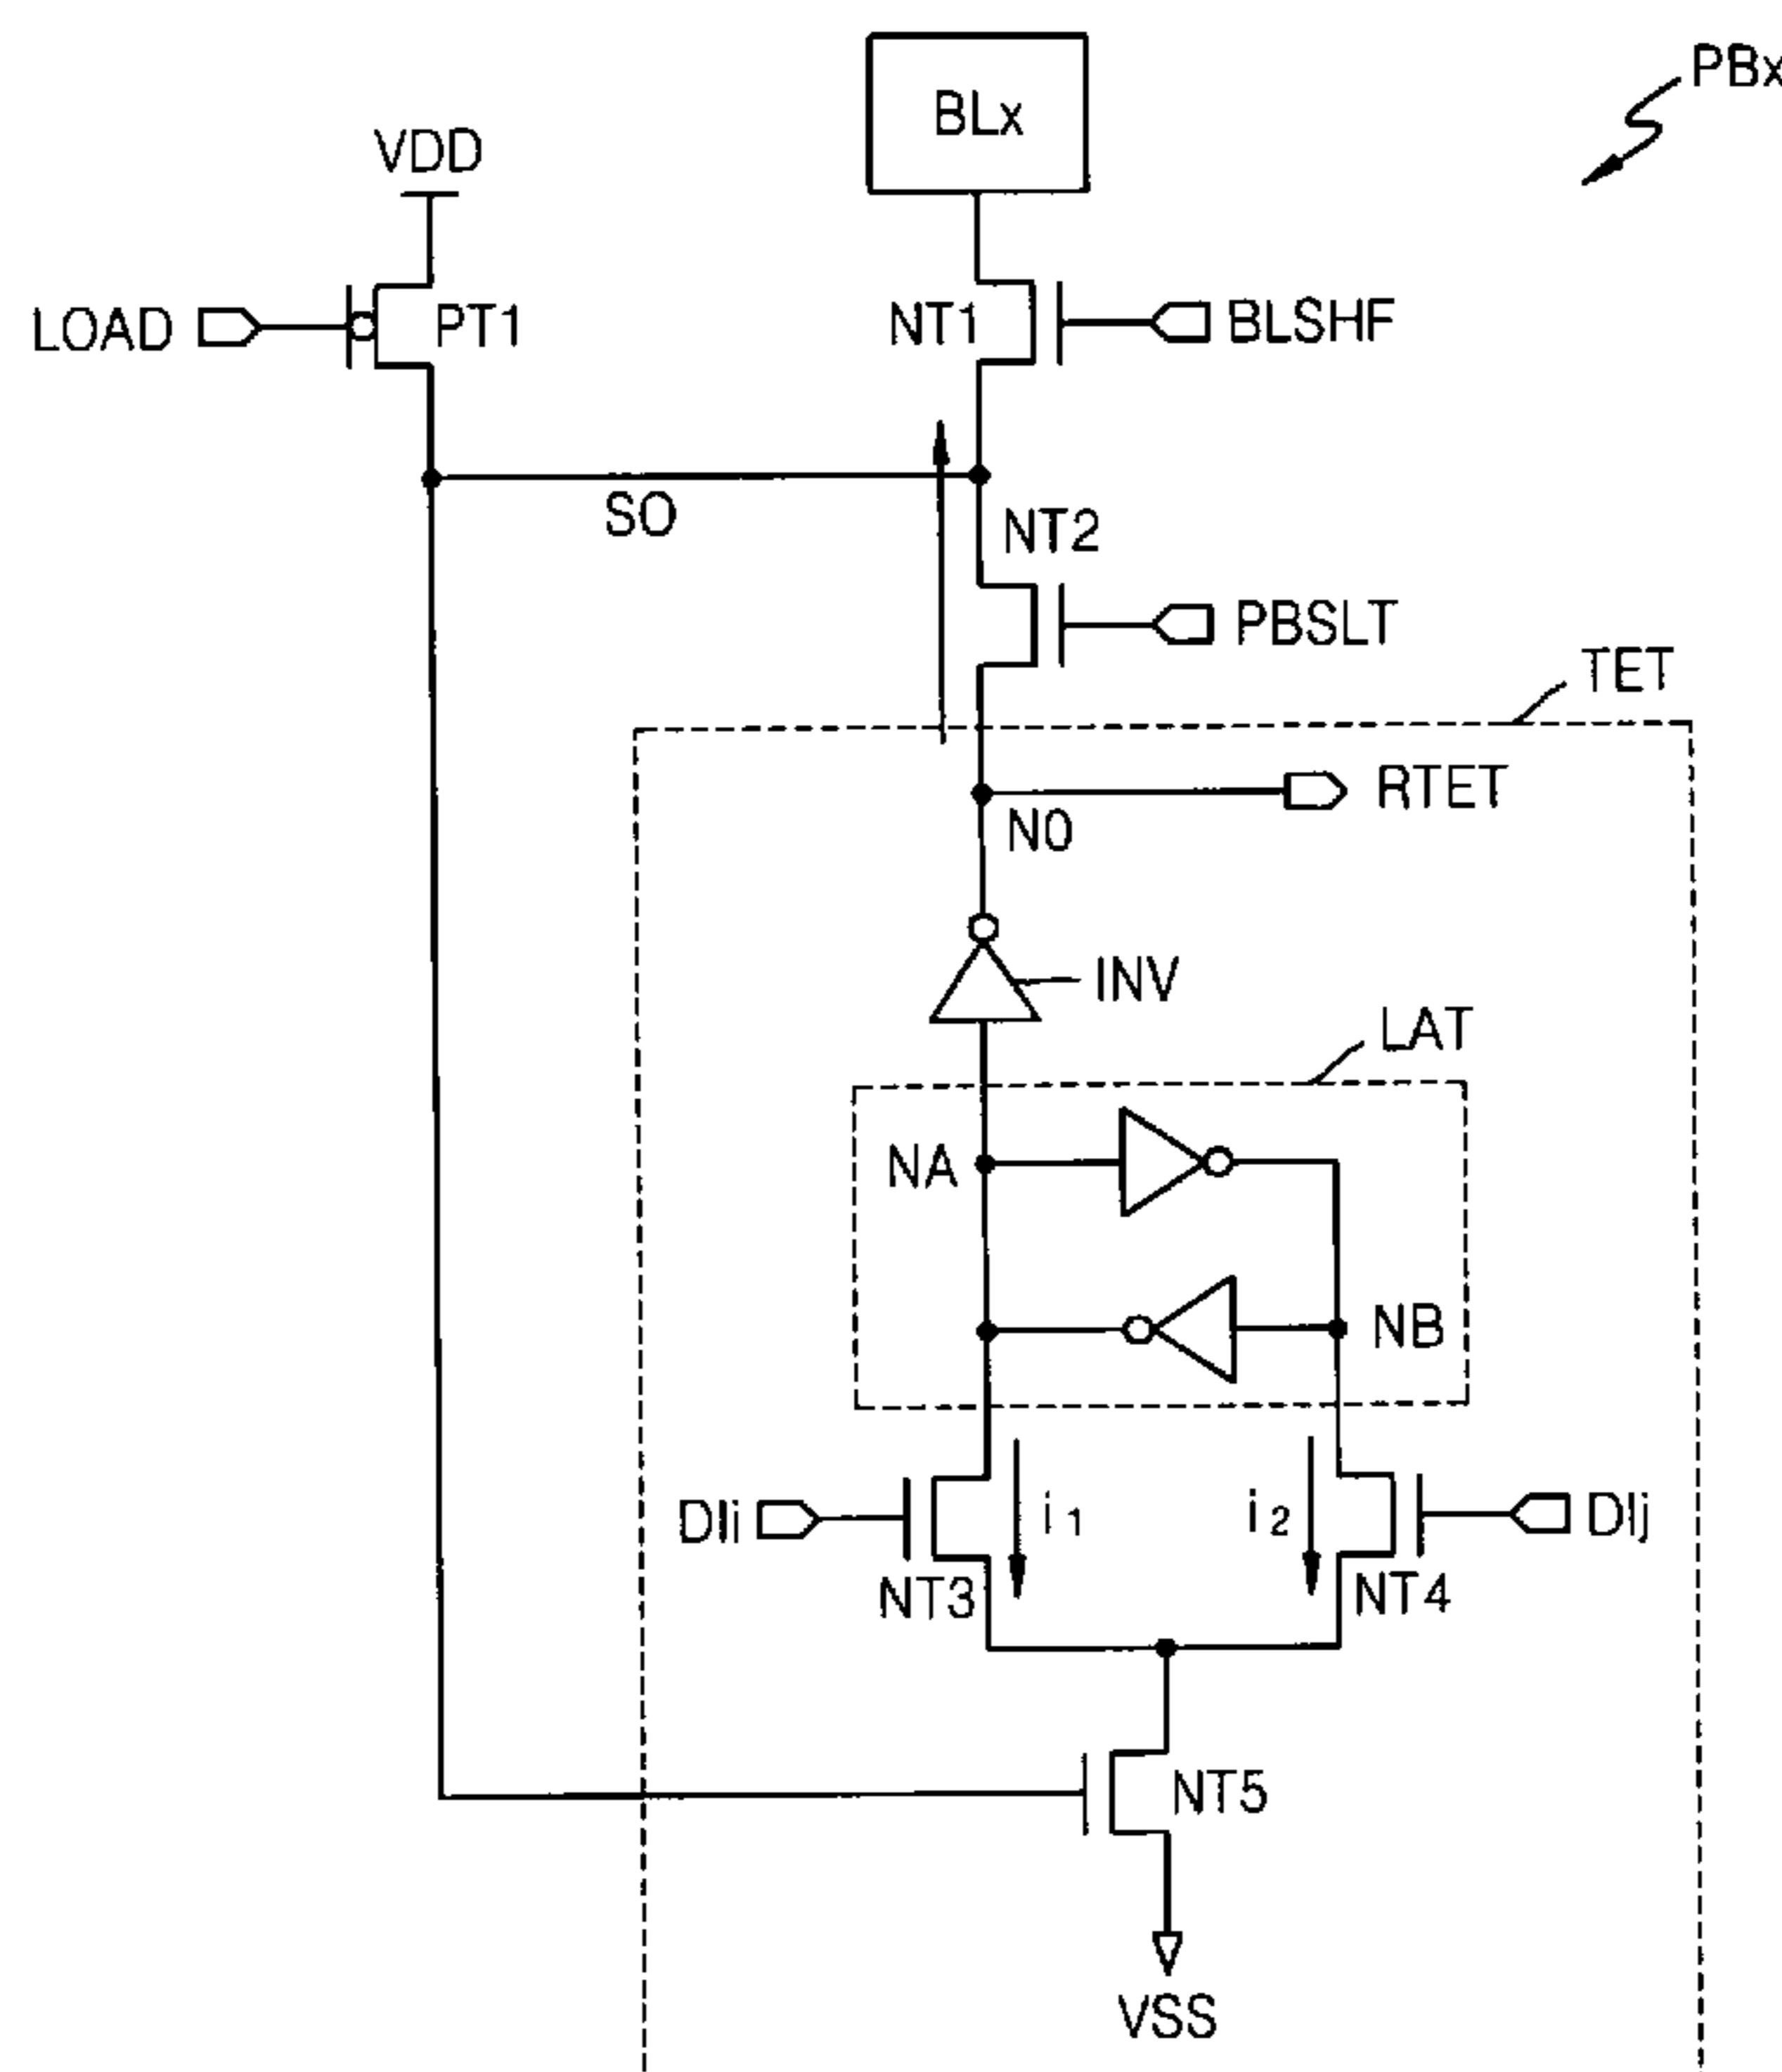 PBx
BLx
VDD
LOAD
PT1
NT1
BLSHF
SO
NT2
PBSLT
TET
RTET
N0
INV
LAT
NA
NB
DIi
i1
i2
DIj
NT3
NT4
NT5
VSS